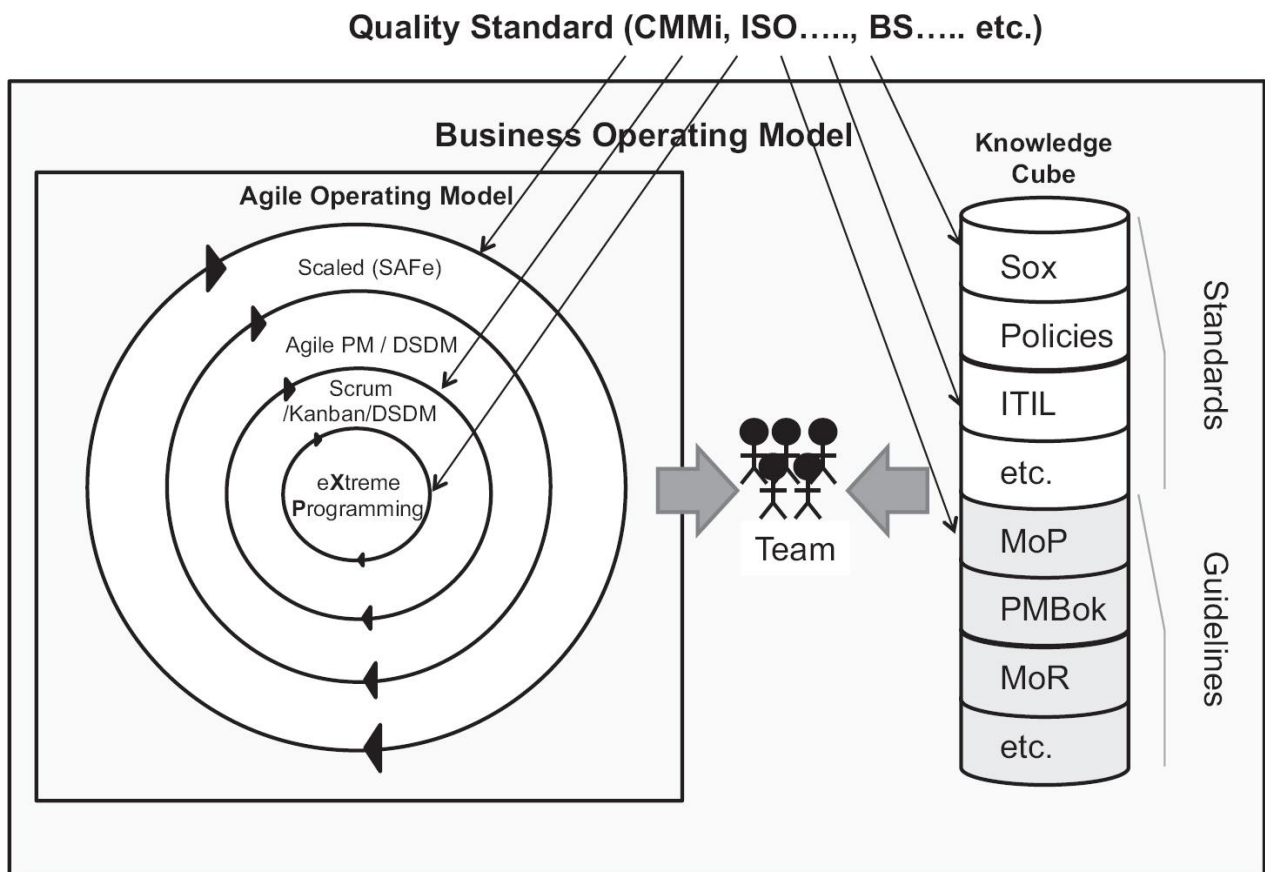 Quality Standard (CMMi, ISO….., BS….. etc.)
Business Operating Model
Agile Operating Model
Scaled (SAFe)
Agile PM / DSDM
Scrum
/Kanban/DSDM
eXtreme
Programming
Team
Knowledge
Cube
Sox
Policies
ITIL
etc.
MoP
PMBok
MoR
etc.
Standards
Guidelines